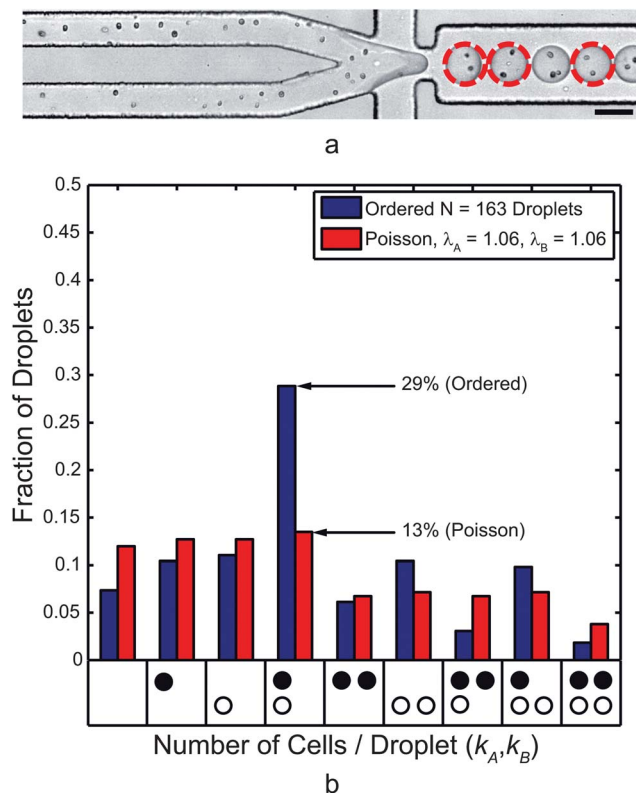 a
0.5
0.45
0.4
0.35
0.3
0.25
0.2
0.15
0.1
0.05
0
Fraction of Droplets
Ordered N = 163 Droplets
Poisson, λA = 1.06, λB = 1.06
29% (Ordered)
13% (Poisson)
Number of Cells / Droplet (kA,kB)
b